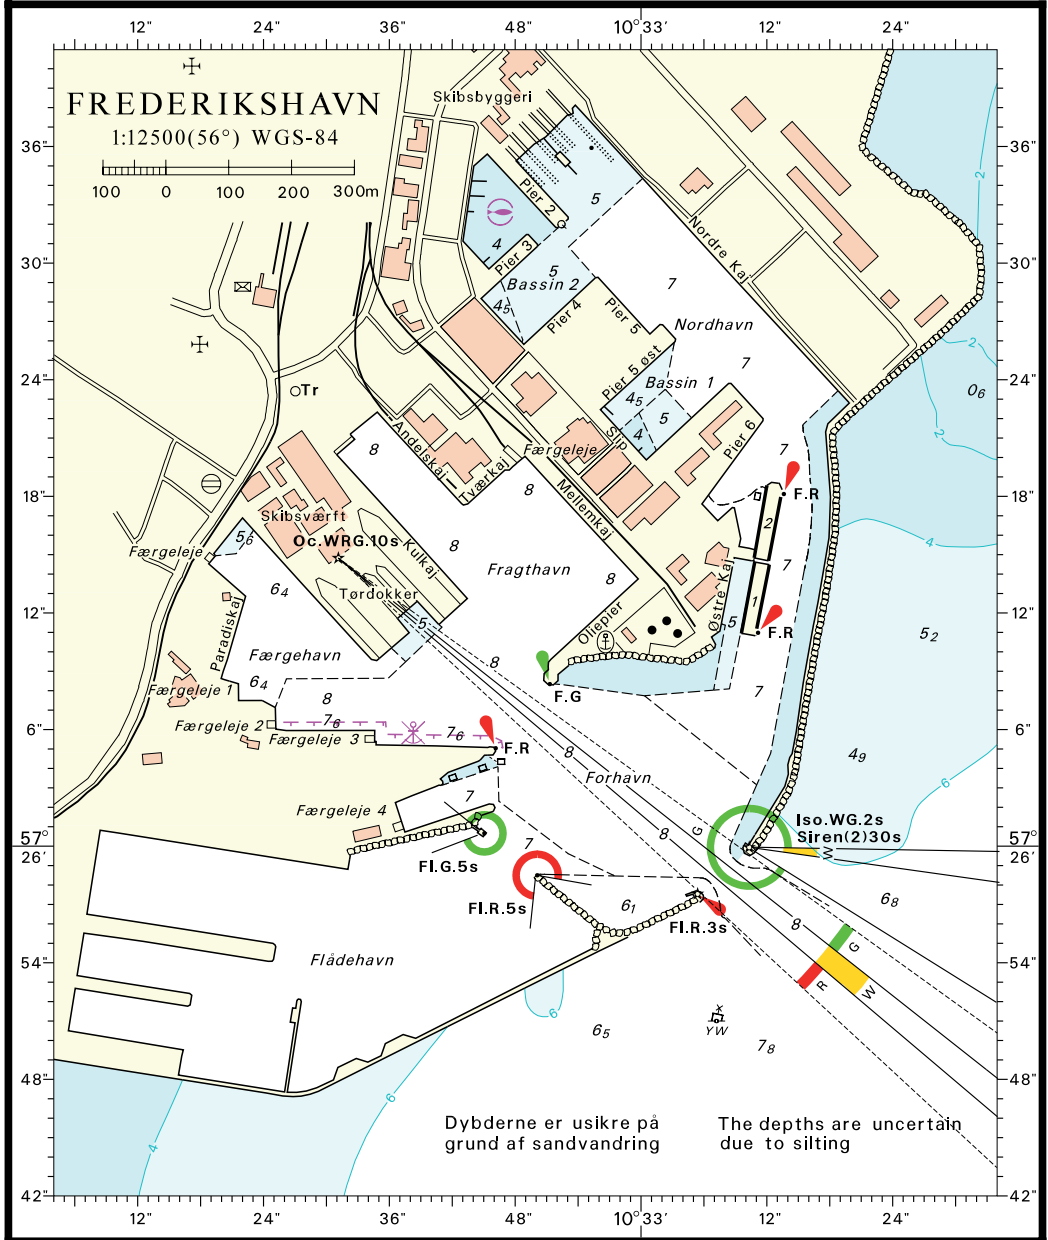 12"
24"
36"
48"
10°33'
12"
24"
FREDERIKSHAVN
1:12500(56°) WGS-84
100 0 100 200 300m
36"
36"
30"
30"
24"
24"
18"
18"
12"
12"
6"
6"
57°
26'
57°
26'
54"
54"
48"
48"
42"
42"
Skibsbyggeri
Pier 2
Pier 3
Bassin 2
Pier 4
Pier 5
Nordre Kaj
Nordhavn
Pier 5 øst
Bassin 1
Pier 6
Slip
5
4
5
4₅
7
7
4₅
5
4
7
2
2
2
0₆
Tr
Andelskaj
Tværkaj
Færgeleje
Mellemkaj
8
8
8
8
F.R
2
7
1
F.R
Skibsværft
Oc.WRG.10s
Kulkaj
Færgeleje
5₆
Tørdokker
Fragthavn
Oliepier
Østre Kaj
5
4
5₂
6₄
Paradiskaj
Færgehavn
5
6₄
8
8
7
F.G
Færgeleje 1
Færgeleje 2
Færgeleje 3
7₆
7₆
F.R
8
Forhavn
4₉
6
7
Færgeleje 4
7
8
G
Iso.WG.2s
Siren(2)30s
W
Fl.G.5s
Fl.R.5s
6₁
Fl.R.3s
8
6₈
G
R
W
Flådehavn
6
6₅
YW
7₈
4
6
Dybderne er usikre på
grund af sandvandring
The depths are uncertain
due to silting
12"
24"
36"
48"
10°33'
12"
24"